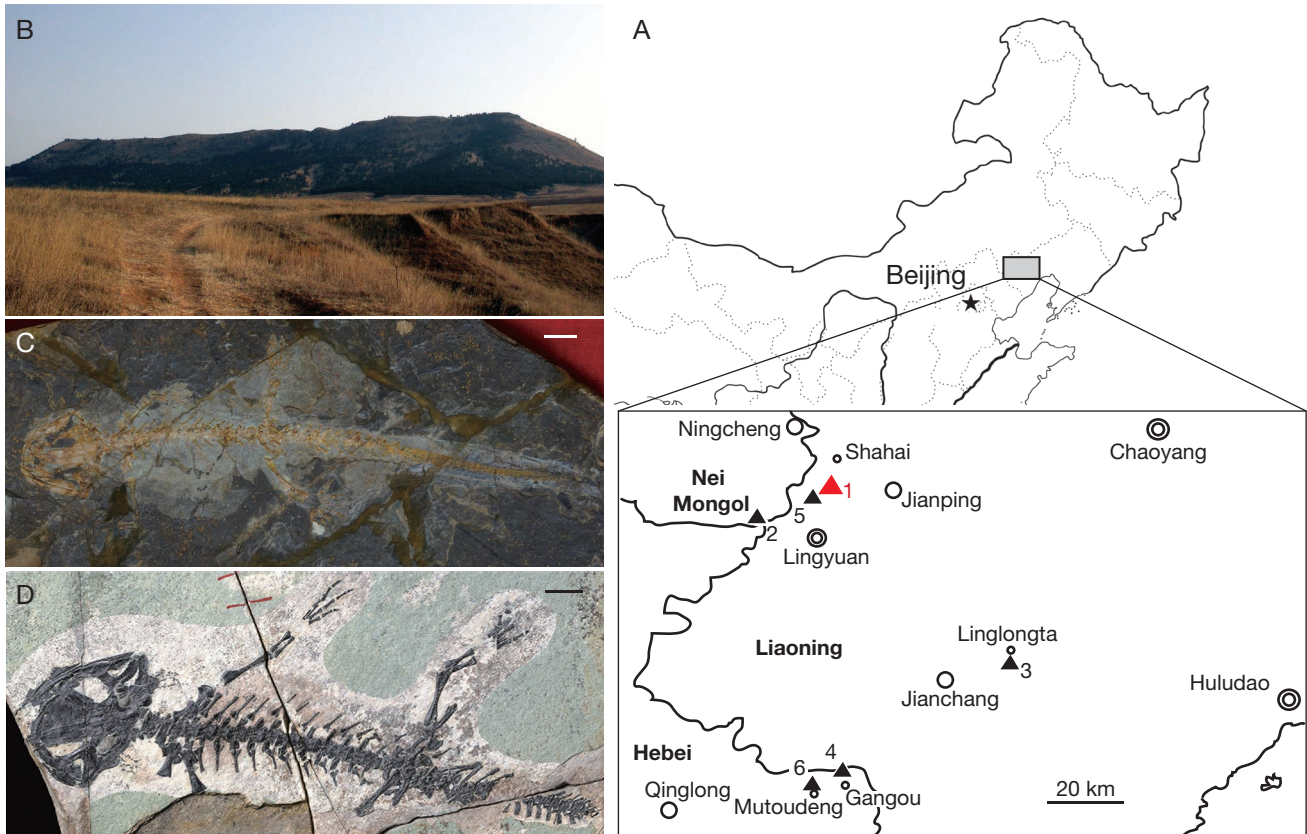 B
A
Beijing
C
Ningcheng
Shahai
Chaoyang
Nei
Mongol
1
Jianping
5
2
Lingyuan
D
Linglongta
Liaoning
3
Jianchang
Huludao
Hebei
4
6
Qinglong
Mutoudeng
Gangou
20 km